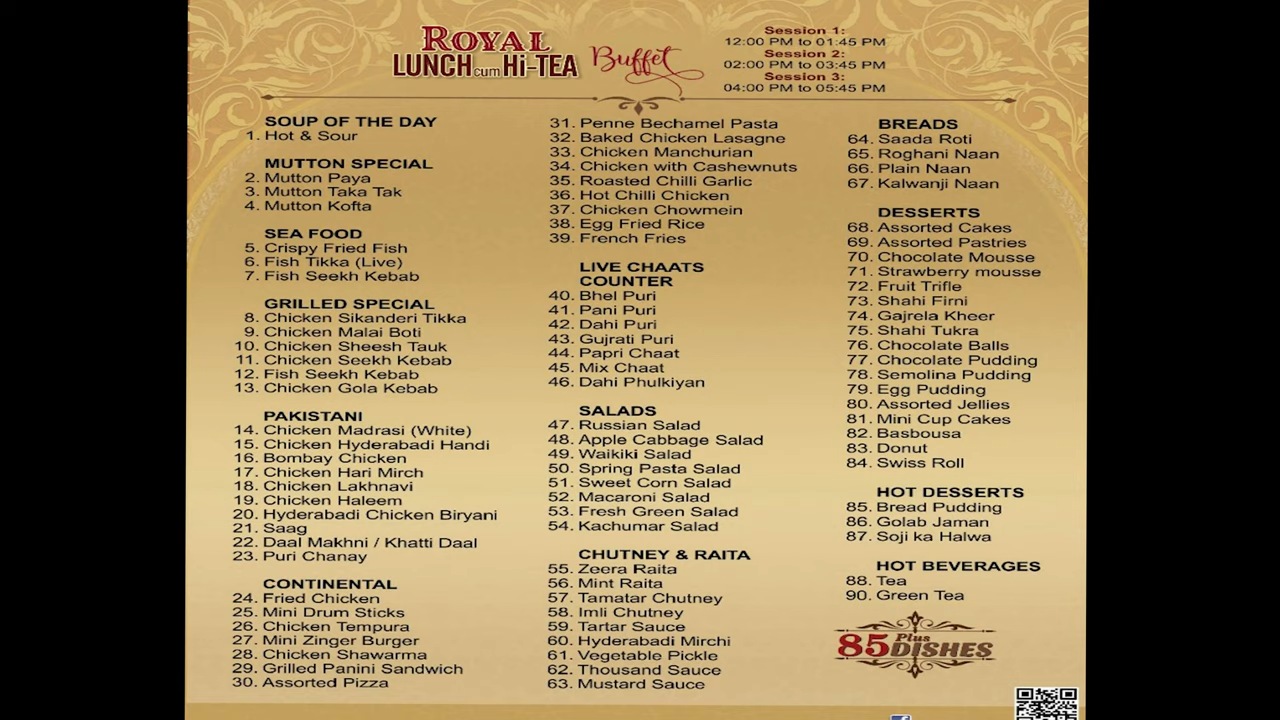 ROYAL
LUNCH cum Hi-TEA
Buffet
Session 1:
12:00 PM to 01:45 PM
Session 2:
02:00 PM to 03:45 PM
Session 3:
04:00 PM to 05:45 PM
SOUP OF THE DAY
1. Hot & Sour
MUTTON SPECIAL
2. Mutton Paya
3. Mutton Taka Tak
4. Mutton Kofta
SEA FOOD
5. Crispy Fried Fish
6. Fish Tikka (Live)
7. Fish Seekh Kebab
GRILLED SPECIAL
8. Chicken Sikanderi Tikka
9. Chicken Malai Boti
10. Chicken Sheesh Tauk
11. Chicken Seekh Kebab
12. Fish Seekh Kebab
13. Chicken Gola Kebab
PAKISTANI
14. Chicken Madrasi (White)
15. Chicken Hyderabadi Handi
16. Bombay Chicken
17. Chicken Hari Mirch
18. Chicken Lakhnavi
19. Chicken Haleem
20. Hyderabadi Chicken Biryani
21. Saag
22. Daal Makhni / Khatti Daal
23. Puri Chanay
CONTINENTAL
24. Fried Chicken
25. Mini Drum Sticks
26. Chicken Tempura
27. Mini Zinger Burger
28. Chicken Shawarma
29. Grilled Panini Sandwich
30. Assorted Pizza
31. Penne Bechamel Pasta
32. Baked Chicken Lasagne
33. Chicken Manchurian
34. Chicken with Cashewnuts
35. Roasted Chilli Garlic
36. Hot Chilli Chicken
37. Chicken Chowmein
38. Egg Fried Rice
39. French Fries
LIVE CHAATS
COUNTER
40. Bhel Puri
41. Pani Puri
42. Dahi Puri
43. Gujrati Puri
44. Papri Chaat
45. Mix Chaat
46. Dahi Phulkiyan
SALADS
47. Russian Salad
48. Apple Cabbage Salad
49. Waikiki Salad
50. Spring Pasta Salad
51. Sweet Corn Salad
52. Macaroni Salad
53. Fresh Green Salad
54. Kachumar Salad
CHUTNEY & RAITA
55. Zeera Raita
56. Mint Raita
57. Tamatar Chutney
58. Imli Chutney
59. Tartar Sauce
60. Hyderabadi Mirchi
61. Vegetable Pickle
62. Thousand Sauce
63. Mustard Sauce
BREADS
64. Saada Roti
65. Roghani Naan
66. Plain Naan
67. Kalwanji Naan
DESSERTS
68. Assorted Cakes
69. Assorted Pastries
70. Chocolate Mousse
71. Strawberry mousse
72. Fruit Trifle
73. Shahi Firni
74. Gajrela Kheer
75. Shahi Tukra
76. Chocolate Balls
77. Chocolate Pudding
78. Semolina Pudding
79. Egg Pudding
80. Assorted Jellies
81. Mini Cup Cakes
82. Basbousa
83. Donut
84. Swiss Roll
HOT DESSERTS
85. Bread Pudding
86. Golab Jaman
87. Soji ka Halwa
HOT BEVERAGES
88. Tea
90. Green Tea
85 Plus DISHES